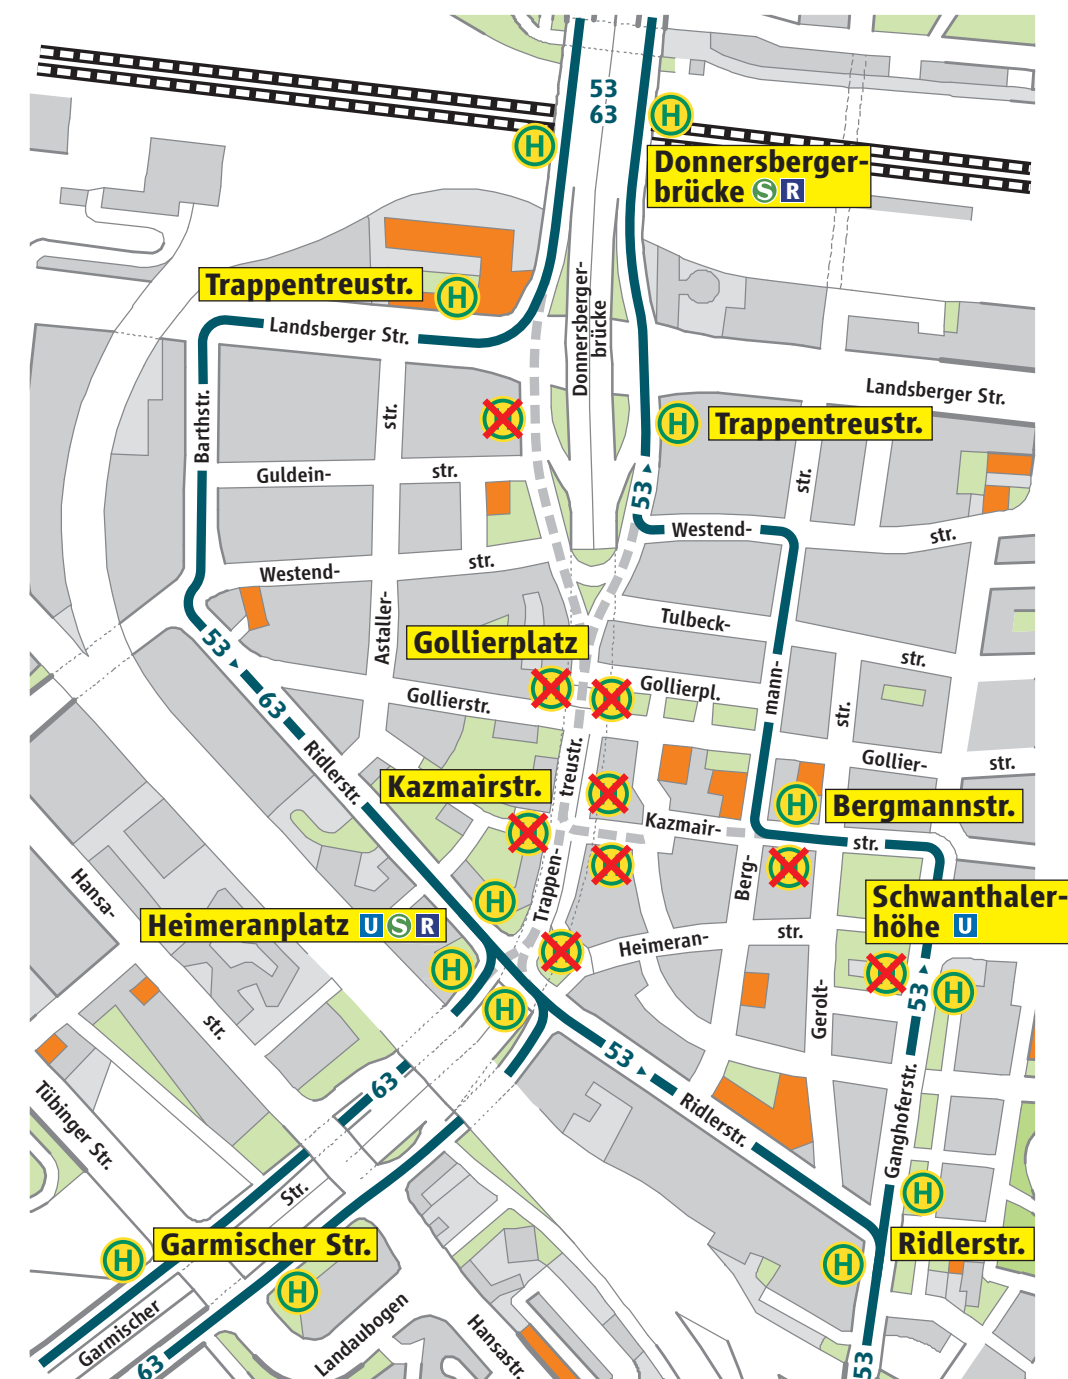 53
63
H
H
Donnersberger-
brücke S R
Trappentreustr.
H
Landsberger Str.
Donnersberger-
brücke
Landsberger Str.
Barthstr.
str.
H
H
Trappentreustr.
Guldein-
str.
str.
53
Westend-
str.
Westend-
str.
Astaller-
Tulbeck-
str.
53
63
Gollierplatz
H
H
Gollierpl.
mann-
str.
Gollierstr.
Gollier-
str.
Ridlerstr.
treustr.
Kazmairstr.
H
H
Bergmannstr.
H
Kazmair-
str.
H
H
Berg-
Trappen-
Hansa-
H
Schwanthaler-
höhe U
Heimeranplatz U S R
Heimeran-
str.
H
H
H
53
H
H
Gerolt-
str.
53
63
Ridlerstr.
Ganghoferstr.
Tübinger Str.
Str.
H
Garmischer Str.
H
Ridlerstr.
H
H
Garmischer
Landaubogen
Hansastr.
63
53